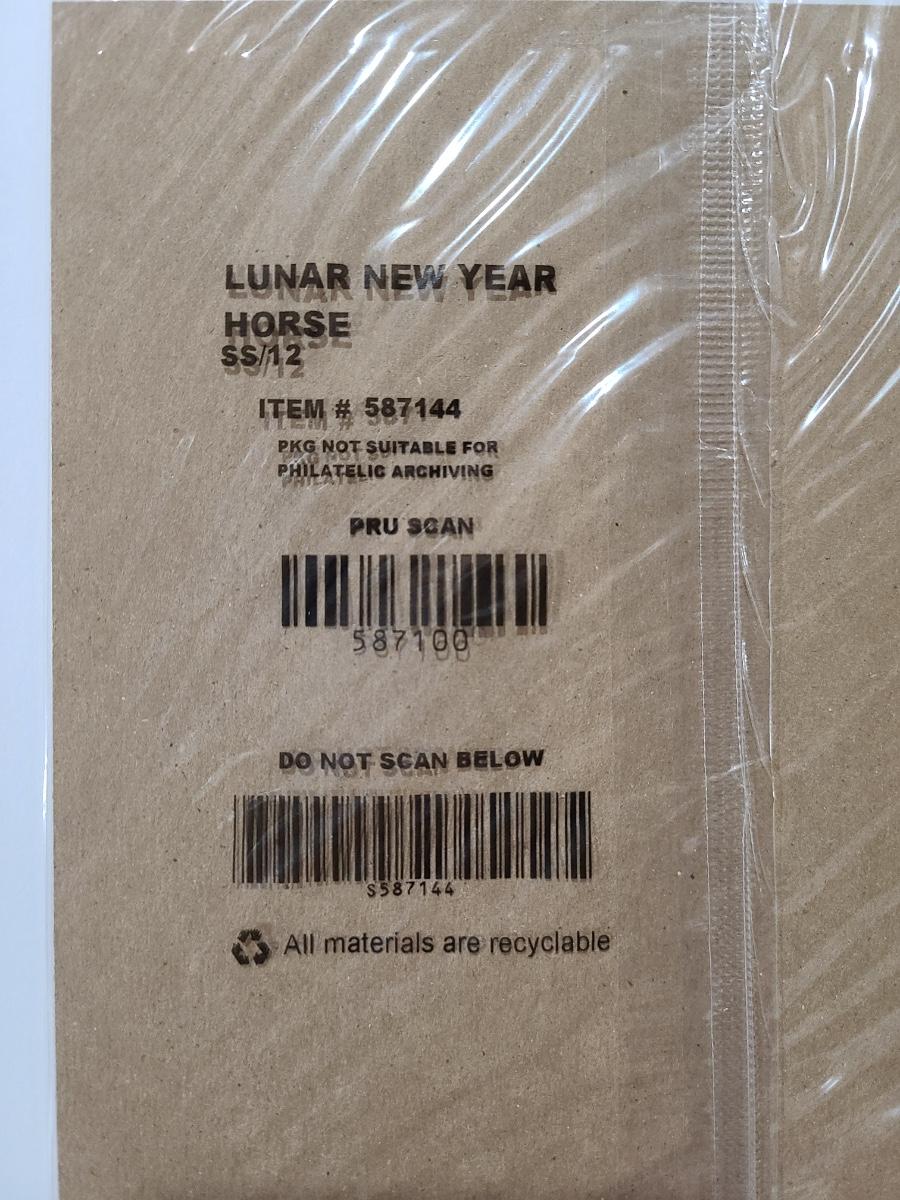 LUNAR NEW YEAR
HORSE
SS/12
ITEM # 587144
PKG NOT SUITABLE FOR
PHILATELIC ARCHIVING
PRU SCAN
587100
DO NOT SCAN BELOW
S587144
All materials are recyclable